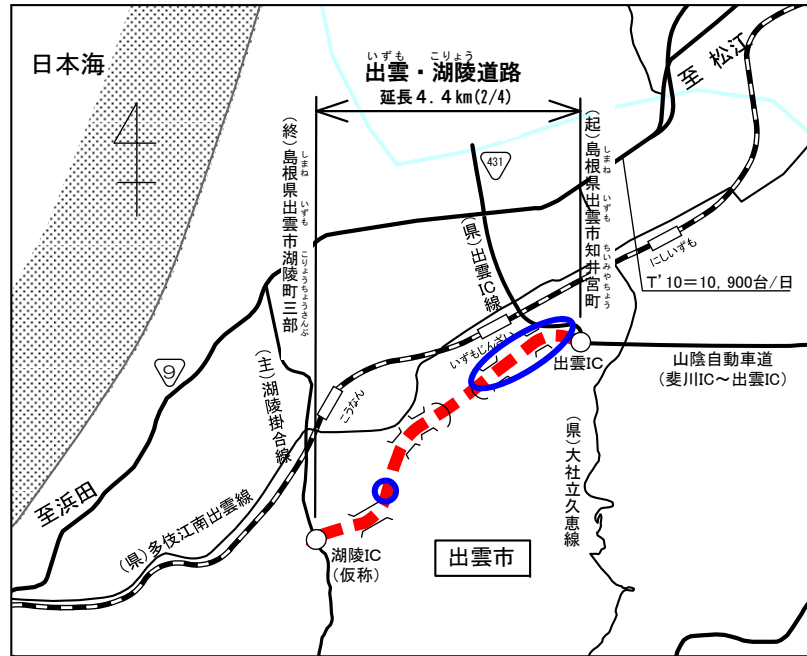 日本海
いずも こりょう
出雲・湖陵道路
延長4.4km(2/4)
至 松江
(終)島根県出雲市湖陵町三部
しまね いずも こりょうちょうさんぶ
(起)島根県出雲市知井宮町
しまね いずも ちいみやちょう
431
(県)出雲IC線
にしいずも
T'10=10,900台/日
いずもじんざい
出雲IC
山陰自動車道
(斐川IC～出雲IC)
9
(主)湖陵掛合線
こうなん
(県)大社立久恵線
至浜田
(県)多伎江南出雲線
湖陵IC
(仮称)
出雲市